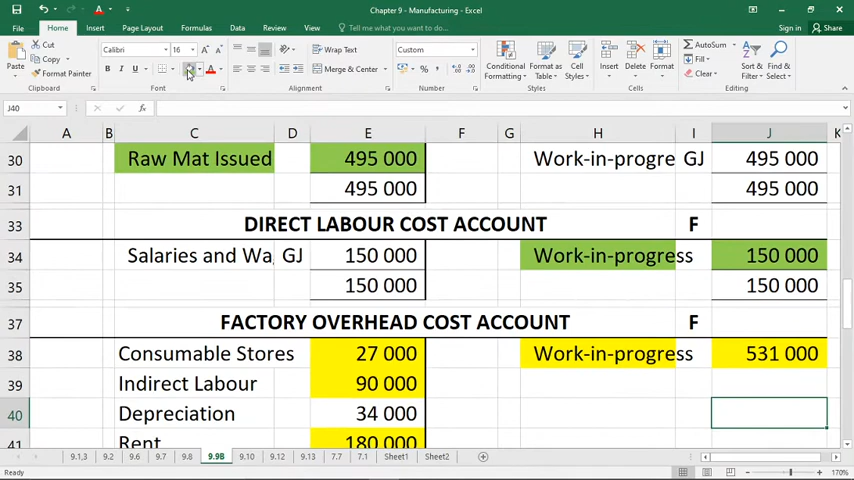 Chapter 9 - Manufacturing - Excel
Sign in Share
File Home Insert Page Layout Formulas Data Review View Tell me what you want to do...
Cut
Copy
Format Painter
Paste
Clipboard
Calibri 16
B I U
Font
Wrap Text
Merge & Center
Alignment
Custom
Number
Conditional Formatting
Format as Table
Cell Styles
Styles
Insert Delete Format
Cells
AutoSum
Fill
Clear
Sort & Filter
Find & Select
Editing
J40 fx
A B C D E F G H I J K
30 Raw Mat Issued 495 000 Work-in-progre GJ 495 000
31 495 000 495 000
33 DIRECT LABOUR COST ACCOUNT F
34 Salaries and Wa GJ 150 000 Work-in-progress 150 000
35 150 000 150 000
37 FACTORY OVERHEAD COST ACCOUNT F
38 Consumable Stores 27 000 Work-in-progress 531 000
39 Indirect Labour 90 000
40 Depreciation 34 000
41 Rent 180 000
9.1,3 9.2 9.6 9.7 9.8 9.9B 9.10 9.12 9.13 7.7 7.1 Sheet1 Sheet2
Ready 170%